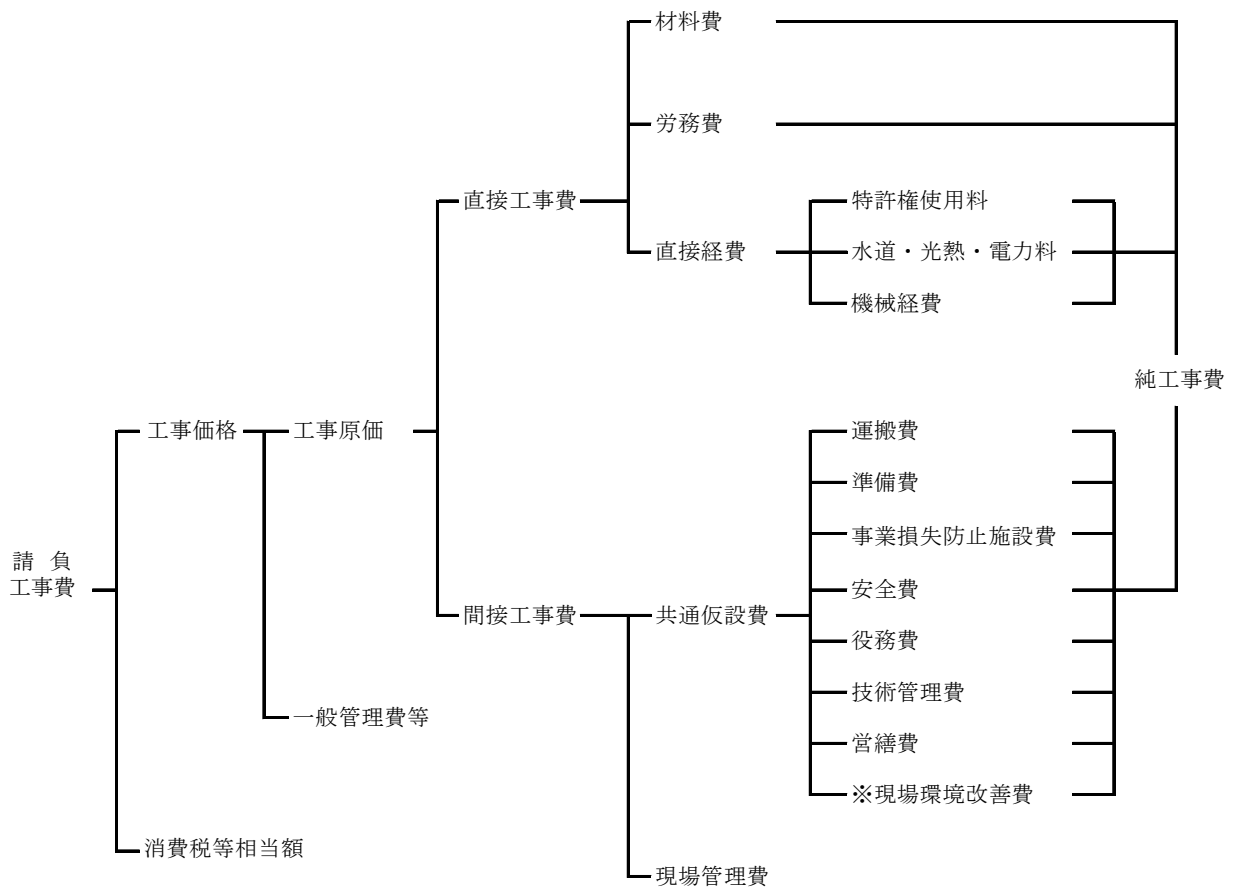 材料費
労務費
直接工事費
特許権使用料
直接経費
水道・光熱・電力料
機械経費
純工事費
工事価格
工事原価
運搬費
準備費
事業損失防止施設費
請 負
工事費
安全費
間接工事費
共通仮設費
役務費
技術管理費
一般管理費等
営繕費
※現場環境改善費
消費税等相当額
現場管理費